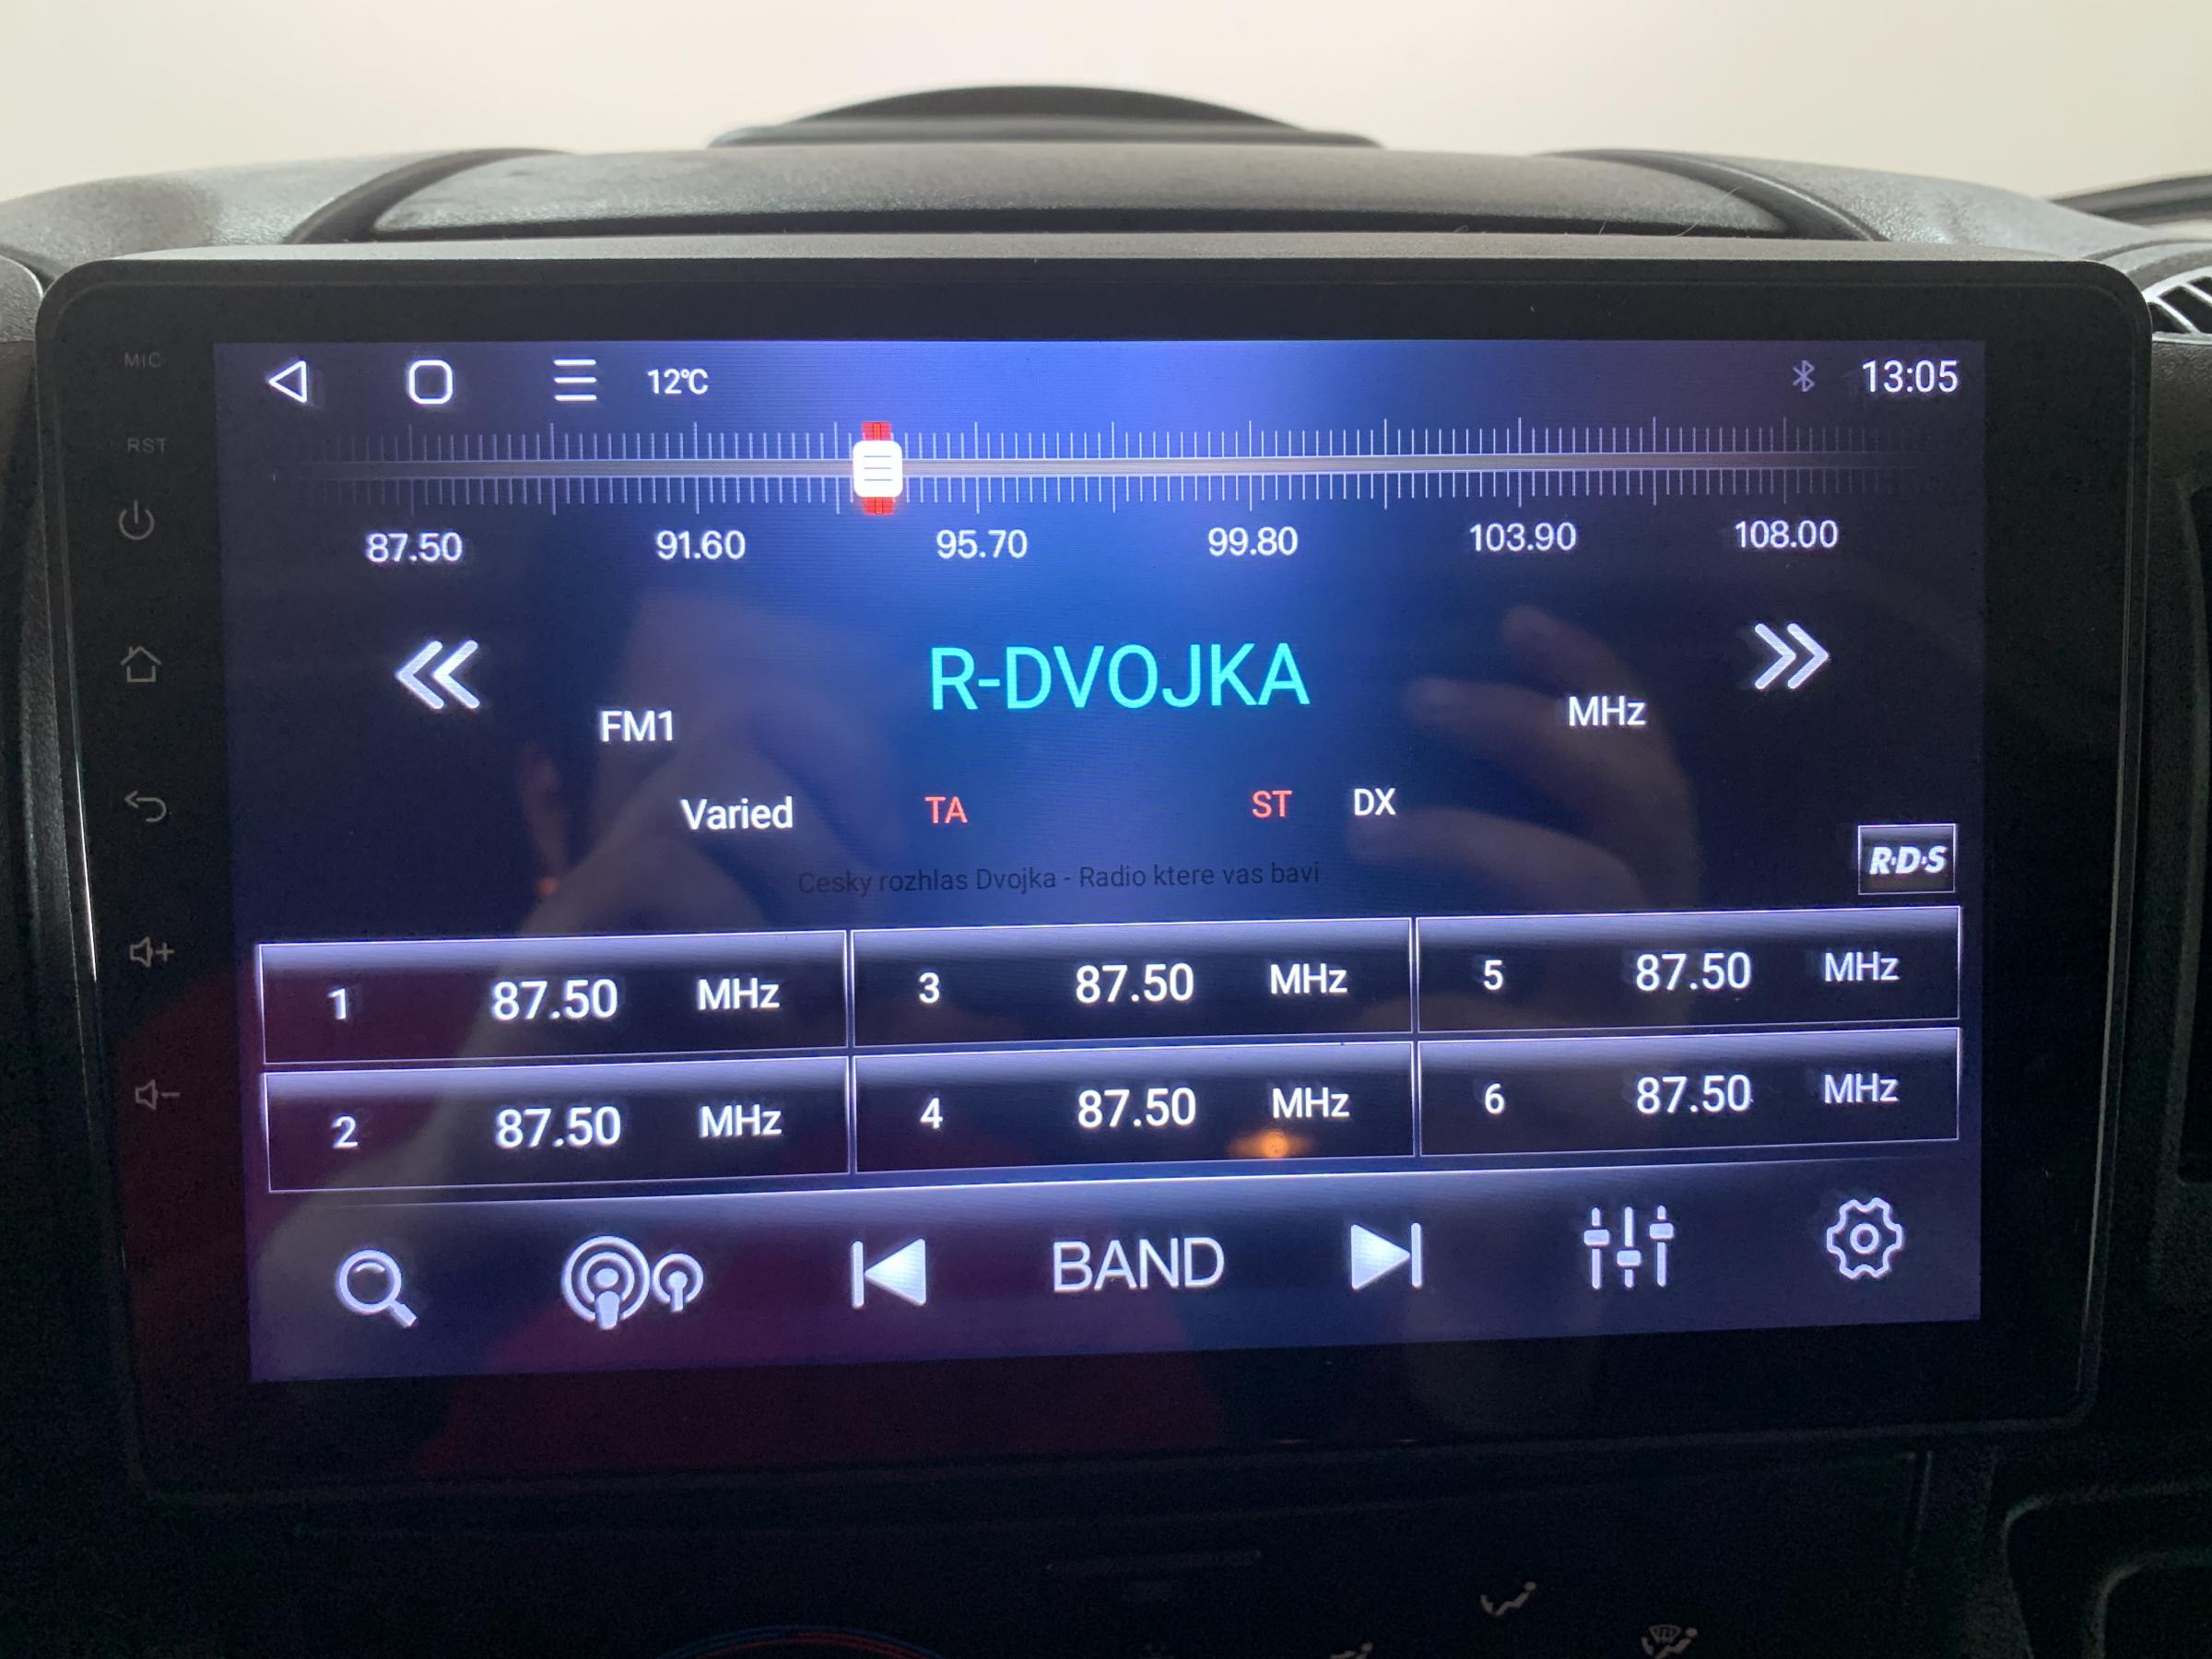 MIC
12℃
13:05
RST
87.50 91.60 95.70 99.80 103.90 108.00
R-DVOJKA
FM1
MHz
Varied TA ST DX
R·D·S
Cesky rozhlas Dvojka - Radio ktere vas bavi
1 87.50 MHz 3 87.50 MHz 5 87.50 MHz
2 87.50 MHz 4 87.50 MHz 6 87.50 MHz
BAND